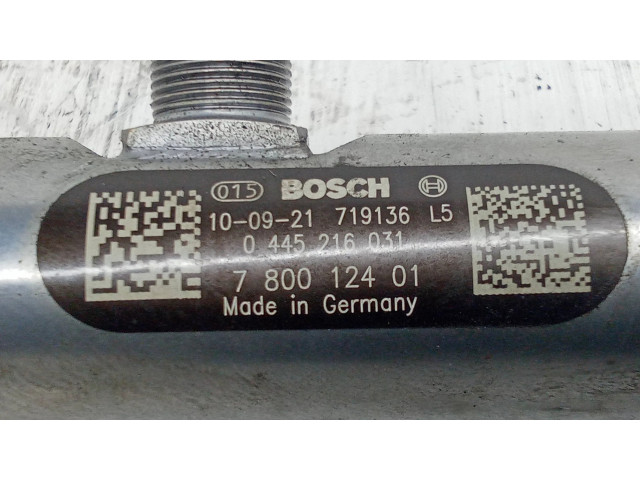 015 BOSCH
10-09-21 719136 L5
0 445 216 031
7 800 124 01
Made in Germany